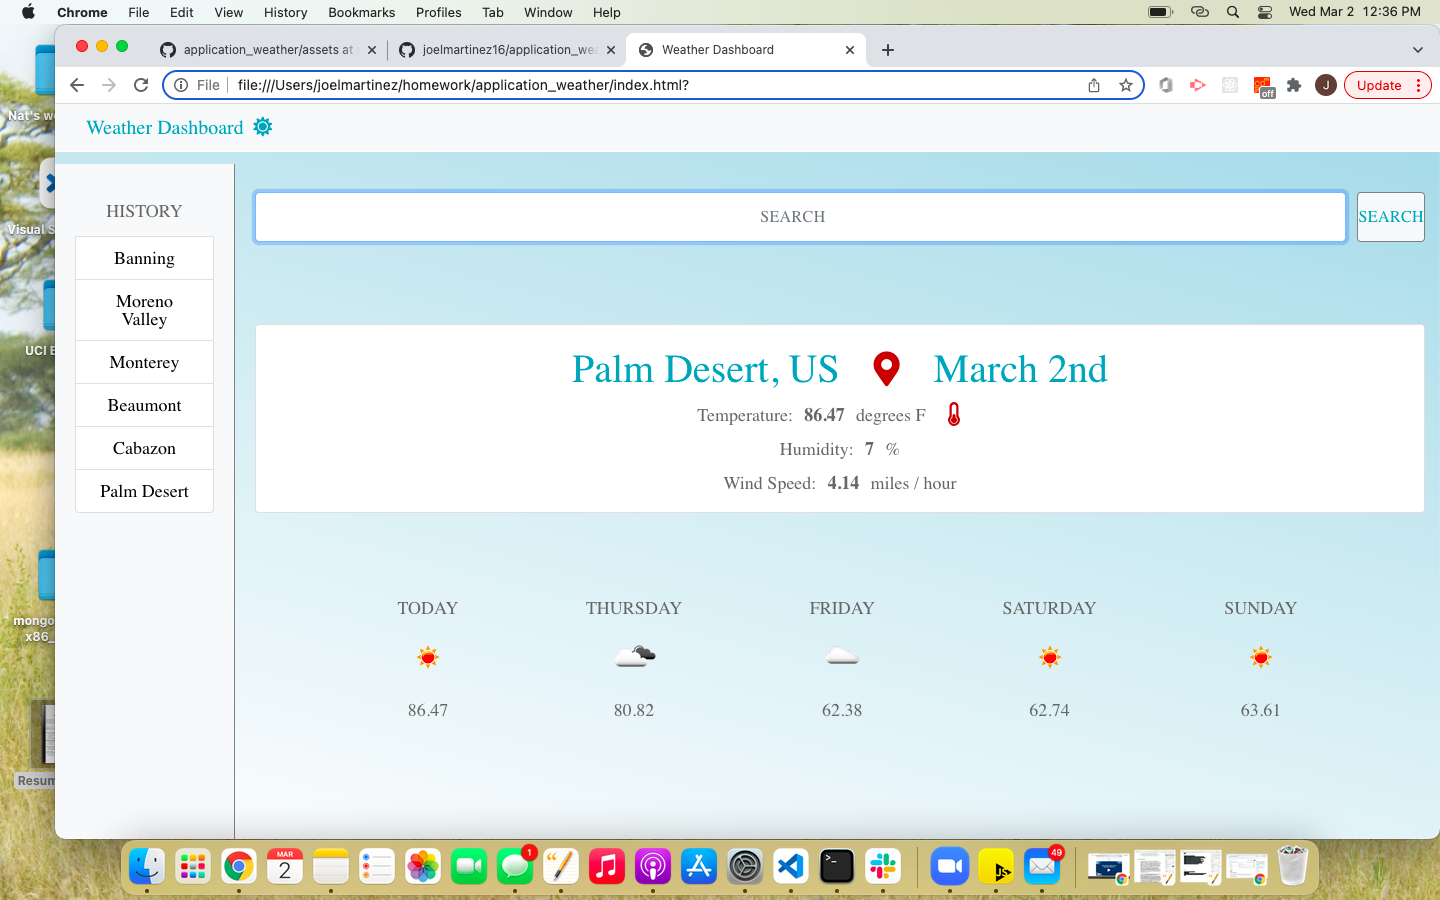 Chrome File Edit View History Bookmarks Profiles Tab Window Help Wed Mar 2 12:36 PM
application_weather/assets at joelmartinez16/application_wea Weather Dashboard
File file:///Users/joelmartinez/homework/application_weather/index.html? off J Update
Nat's w
Visual S
UCI
mongo
x86_
Resum
Weather Dashboard
HISTORY
Banning
Moreno
Valley
Monterey
Beaumont
Cabazon
Palm Desert
SEARCH SEARCH
Palm Desert, US March 2nd
Temperature: 86.47 degrees F
Humidity: 7 %
Wind Speed: 4.14 miles / hour
TODAY THURSDAY FRIDAY SATURDAY SUNDAY
86.47 80.82 62.38 62.74 63.61
MAR
2
1
JS
49